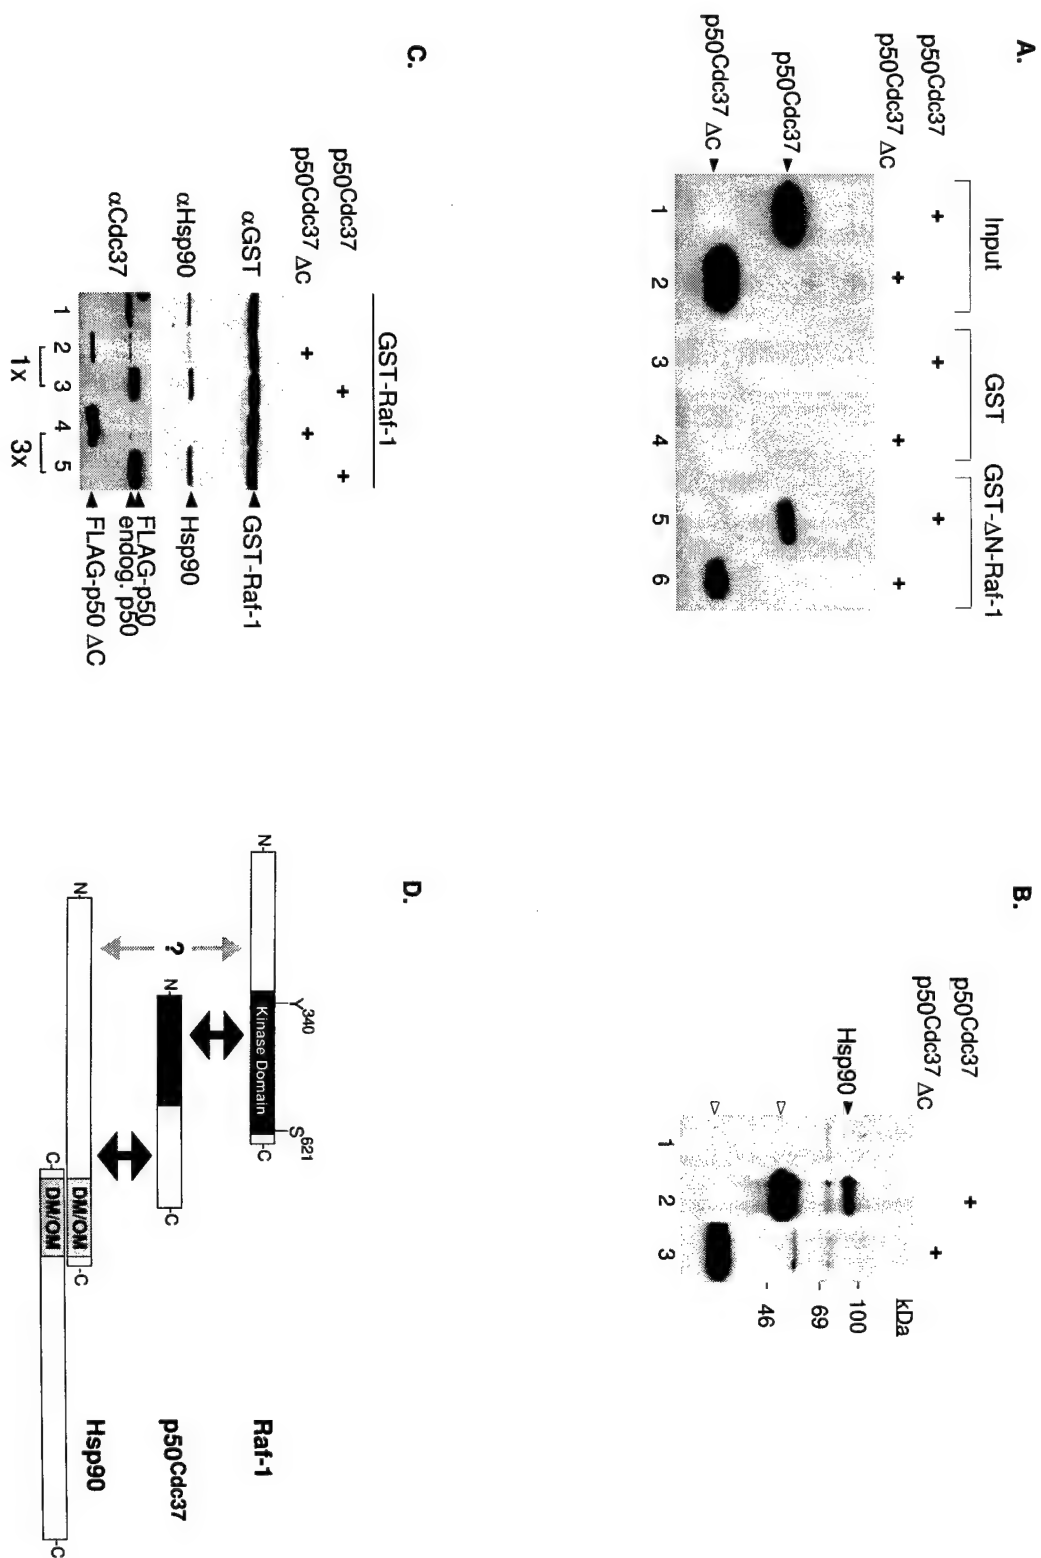 A.
Input
GST
GST-ΔN-Raf-1
p50Cdc37 + + +
p50Cdc37 ΔC + + +
p50Cdc37
p50Cdc37 ΔC
1 2 3 4 5 6
B.
p50Cdc37 +
p50Cdc37 ΔC +
kDa
Hsp90
- 100
- 69
- 46
1 2 3
C.
GST-Raf-1
p50Cdc37 + +
p50Cdc37 ΔC + +
αGST GST-Raf-1
αHsp90 Hsp90
αCdc37 FLAG-p50
endog. p50
FLAG-p50 ΔC
1 2 3 4 5
1x 3x
D.
Y340 S621
N- Kinase Domain -C Raf-1
?
N- -C p50Cdc37
N- DM/OM -C Hsp90
C- DM/OM -C